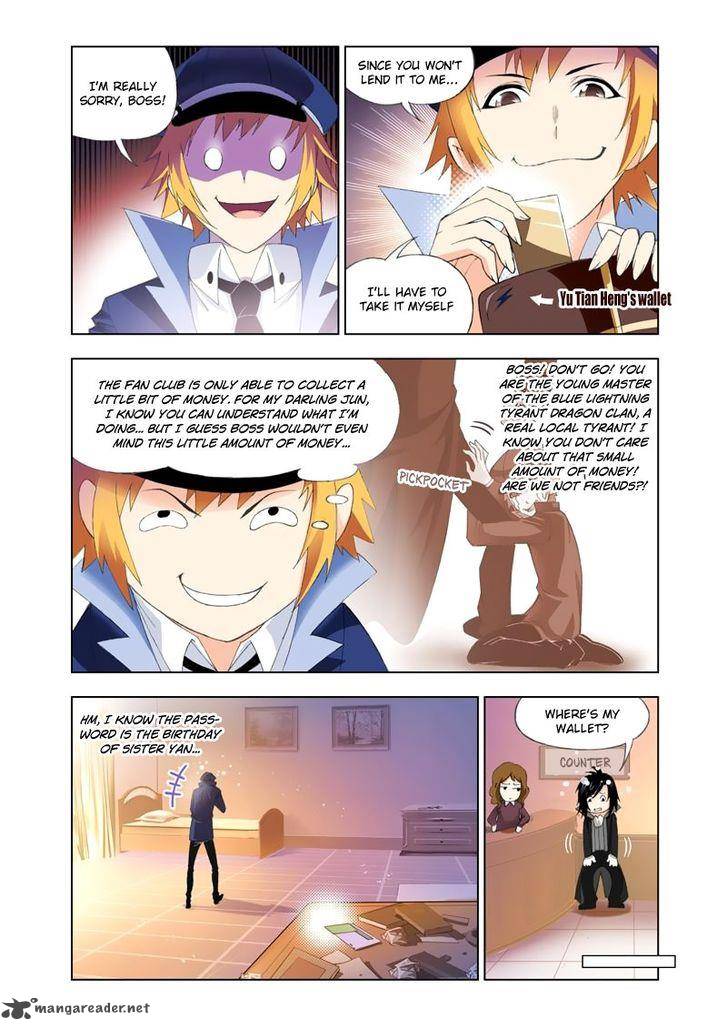 I'M REALLY
SORRY, BOSS!
SINCE YOU WON'T
LEND IT TO ME...
I'LL HAVE TO
TAKE IT MYSELF
Yu Tian Heng's wallet
THE FAN CLUB IS ONLY ABLE TO COLLECT A
LITTLE BIT OF MONEY. FOR MY DARLING JUN,
I KNOW YOU CAN UNDERSTAND WHAT I'M
DOING... BUT I GUESS BOSS WOULDN'T EVEN
MIND THIS LITTLE AMOUNT OF MONEY...
BOSS! DON'T GO! YOU
ARE THE YOUNG MASTER
OF THE BLUE LIGHTNING
TYRANT DRAGON CLAN, A
REAL LOCAL TYRANT! I
KNOW YOU DON'T CARE
ABOUT THAT SMALL
AMOUNT OF MONEY!
ARE WE NOT FRIENDS?!
PICKPOCKET
HM, I KNOW THE PASS-
WORD IS THE BIRTHDAY
OF SISTER YAN...
WHERE'S MY
WALLET?
COUNTER
mangareader.net